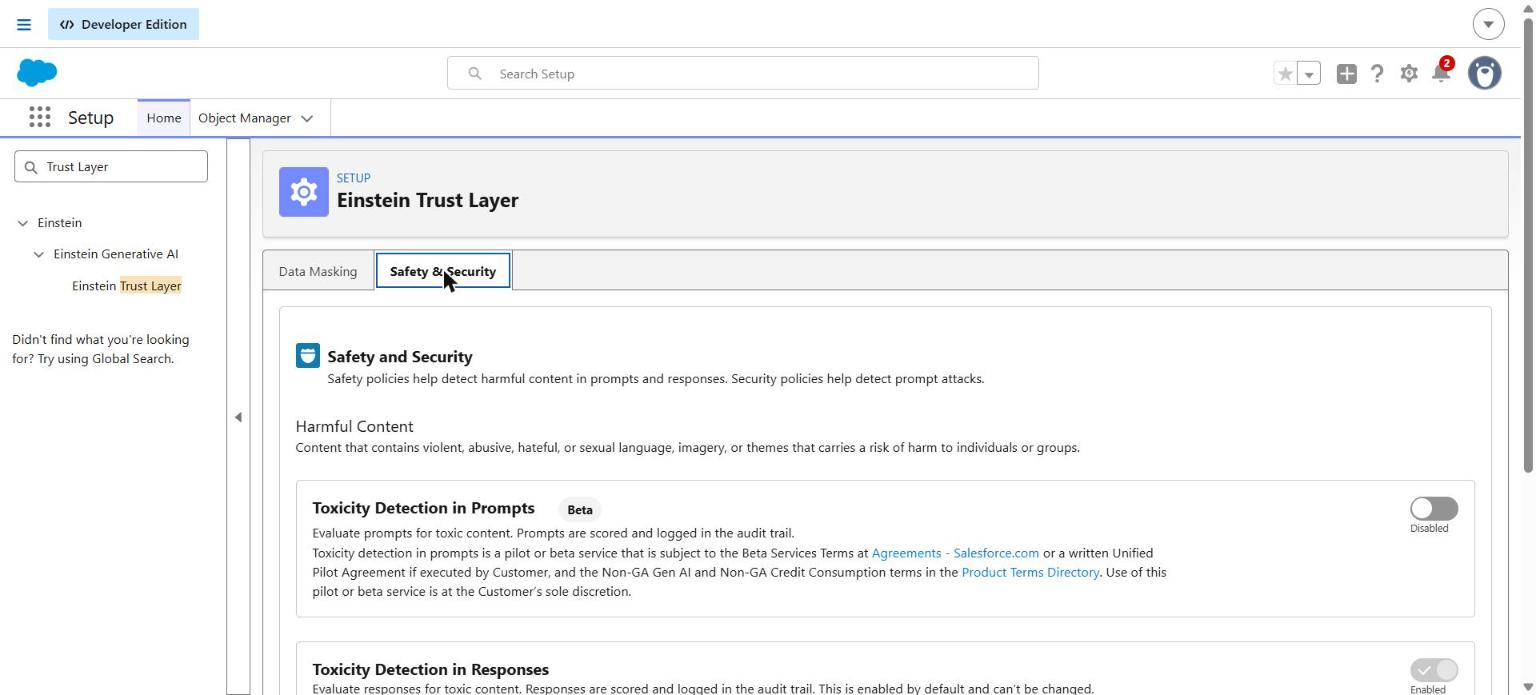 Developer Edition
Search Setup
2
Setup
Home
Object Manager
Trust Layer
Einstein
Einstein Generative AI
Einstein Trust Layer
Didn't find what you're looking
for? Try using Global Search.
SETUP
Einstein Trust Layer
Data Masking
Safety & Security
Safety and Security
Safety policies help detect harmful content in prompts and responses. Security policies help detect prompt attacks.
Harmful Content
Content that contains violent, abusive, hateful, or sexual language, imagery, or themes that carries a risk of harm to individuals or groups.
Toxicity Detection in Prompts Beta
Disabled
Evaluate prompts for toxic content. Prompts are scored and logged in the audit trail.
Toxicity detection in prompts is a pilot or beta service that is subject to the Beta Services Terms at Agreements - Salesforce.com or a written Unified
Pilot Agreement if executed by Customer, and the Non-GA Gen AI and Non-GA Credit Consumption terms in the Product Terms Directory. Use of this
pilot or beta service is at the Customer's sole discretion.
Toxicity Detection in Responses
Enabled
Evaluate responses for toxic content. Responses are scored and logged in the audit trail. This is enabled by default and can't be changed.